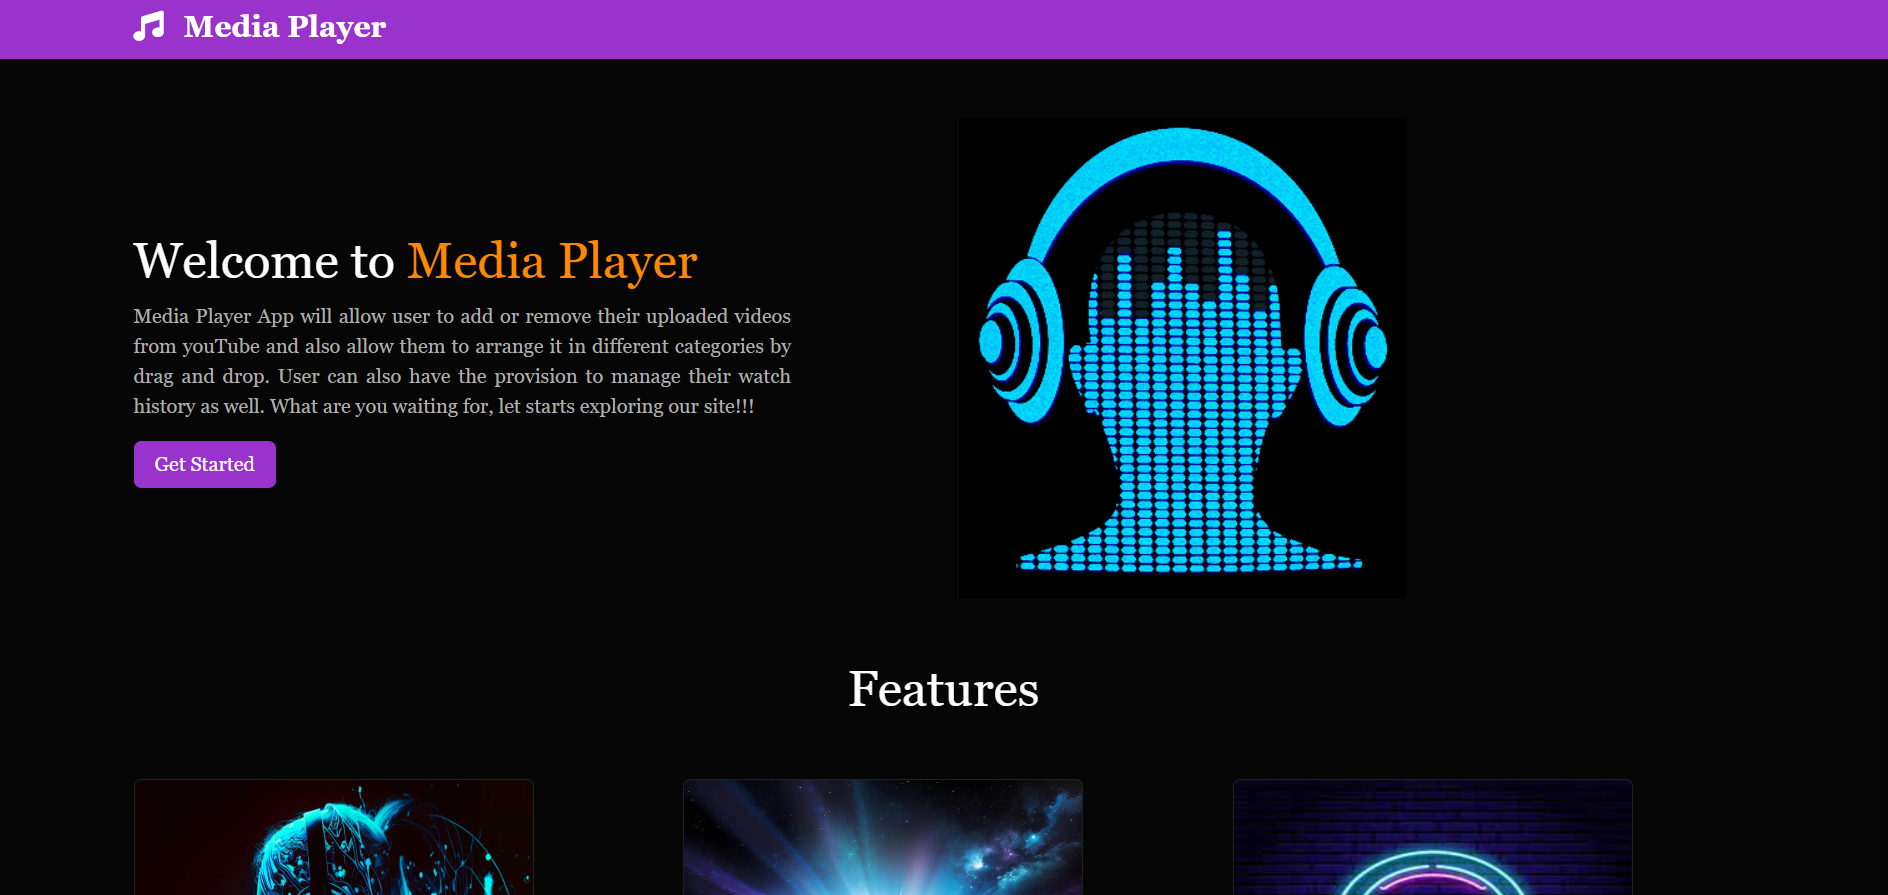 Media Player
Welcome to Media Player
Media Player App will allow user to add or remove their uploaded videos
from youTube and also allow them to arrange it in different categories by
drag and drop. User can also have the provision to manage their watch
history as well. What are you waiting for, let starts exploring our site!!!
Get Started
Features